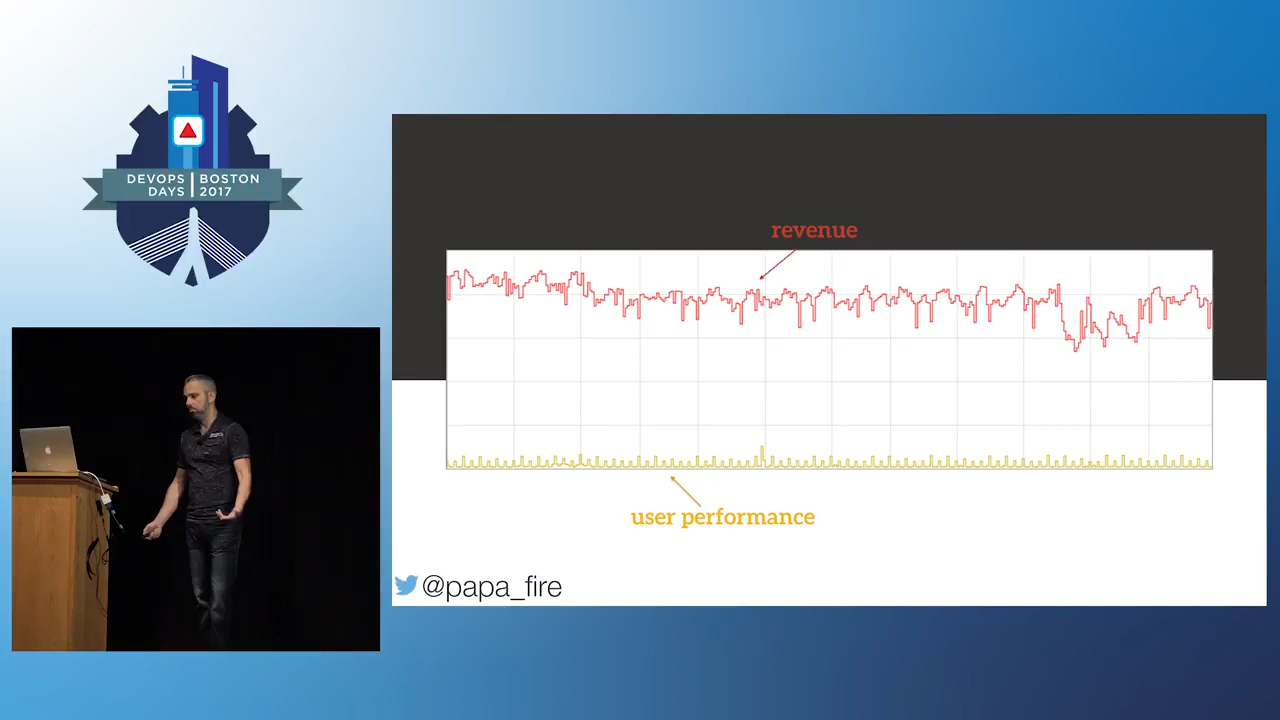 DEVOPS BOSTON
DAYS 2017
revenue
user performance
@papa_fire